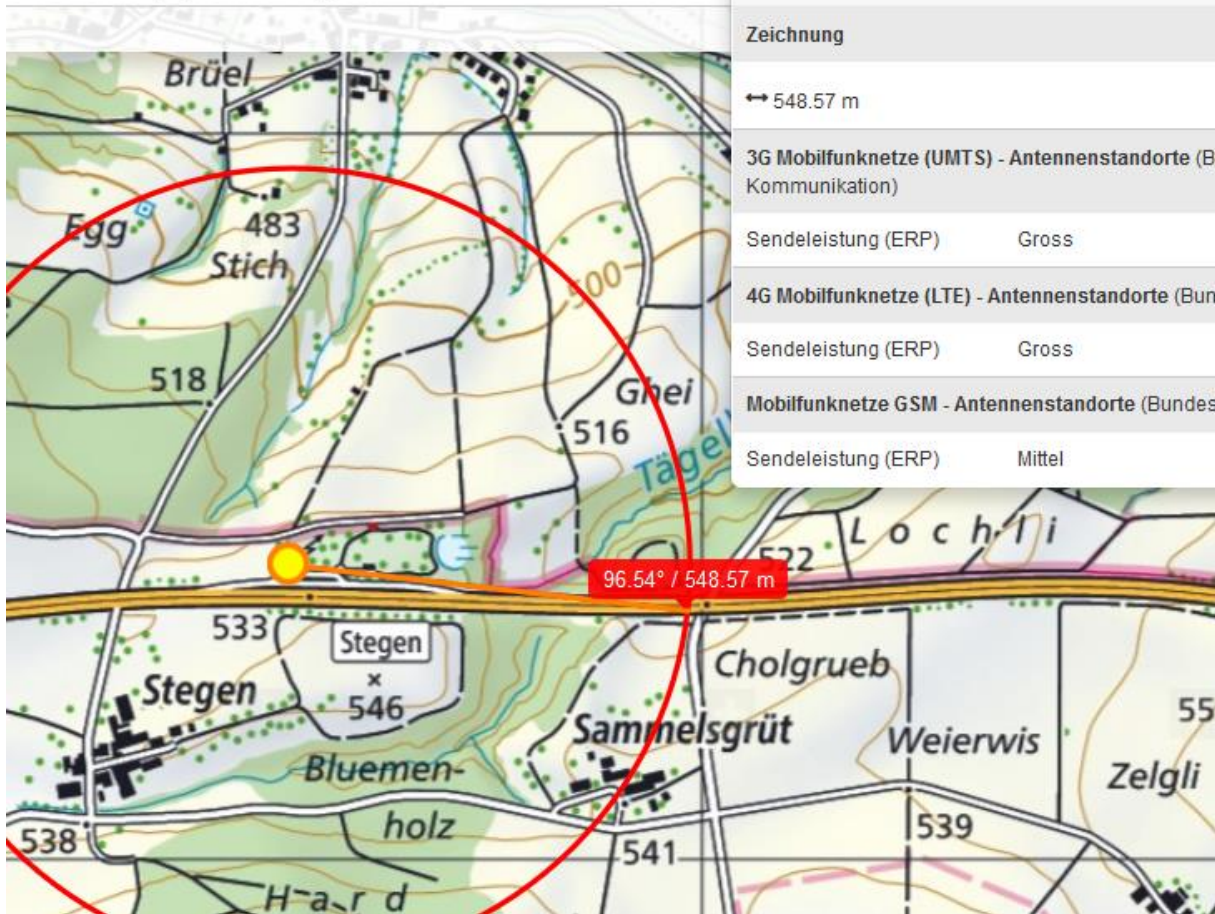 Zeichnung
548.57 m
3G Mobilfunknetze (UMTS) - Antennenstandorte (B
Kommunikation)
Sendeleistung (ERP) Gross
4G Mobilfunknetze (LTE) - Antennenstandorte (Bun
Sendeleistung (ERP) Gross
Mobilfunknetze GSM - Antennenstandorte (Bundes
Sendeleistung (ERP) Mittel
Brüel
Egg
483
Stich
500
518
Ghei
516
Tägel
Lochli
522
96.54° / 548.57 m
533
Stegen
Stegen
546
Cholgrueb
Sammelsgrüt
55
Weierwis
Bluemen-
Zelgli
holz
538
539
541
Hard